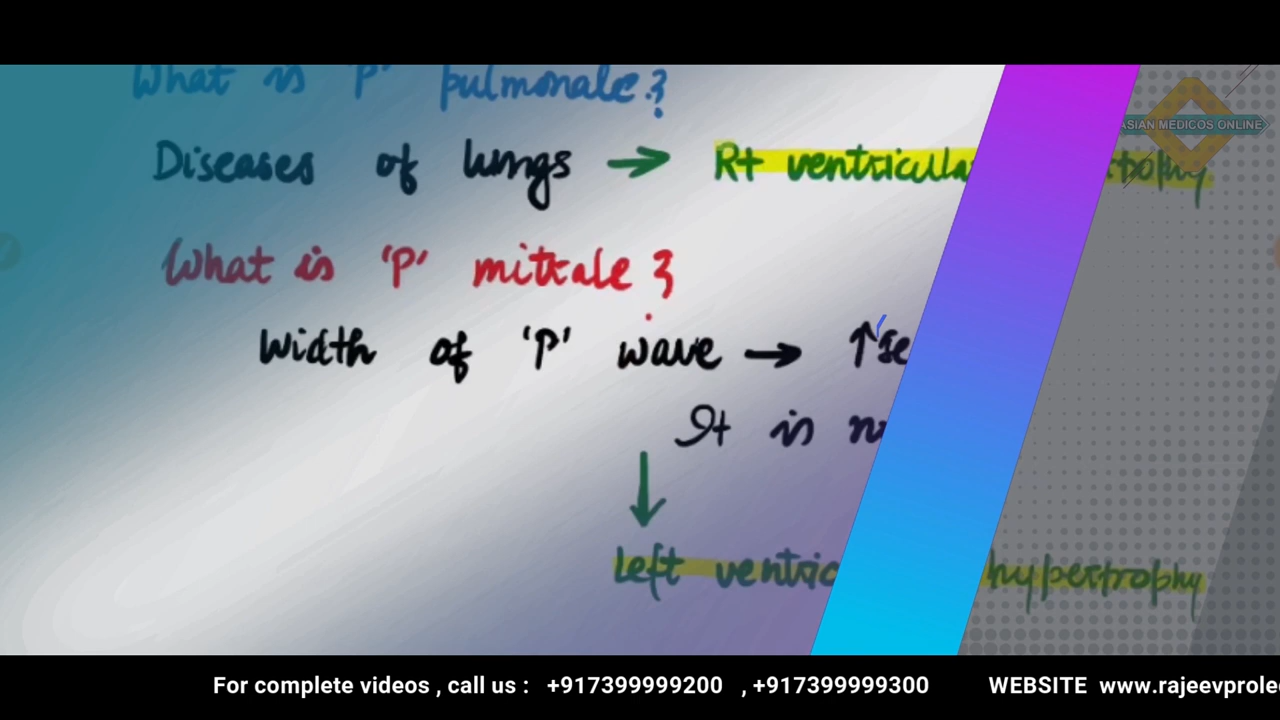 What is 'P' pulmonale?
ASIAN MEDICOS ONLINE
Diseases of lungs → Rt ventricula
What is 'P' mitrale ?
Width of 'P' wave → ↑se
It is
↓
left ventric hypertrophy
For complete videos , call us : +917399999200 , +917399999300 WEBSITE www.rajeevprole